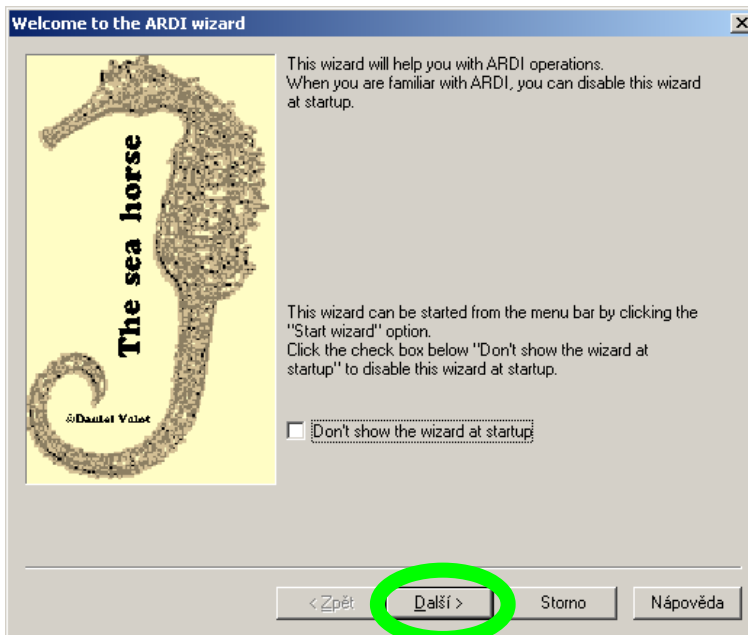 Welcome to the ARDI wizard
This wizard will help you with ARDI operations.
When you are familiar with ARDI, you can disable this wizard
at startup.
The sea horse
©Daniel Valot
This wizard can be started from the menu bar by clicking the
"Start wizard" option.
Click the check box below "Don't show the wizard at
startup" to disable this wizard at startup.
Don't show the wizard at startup
< Zpět
Další >
Storno
Nápověda